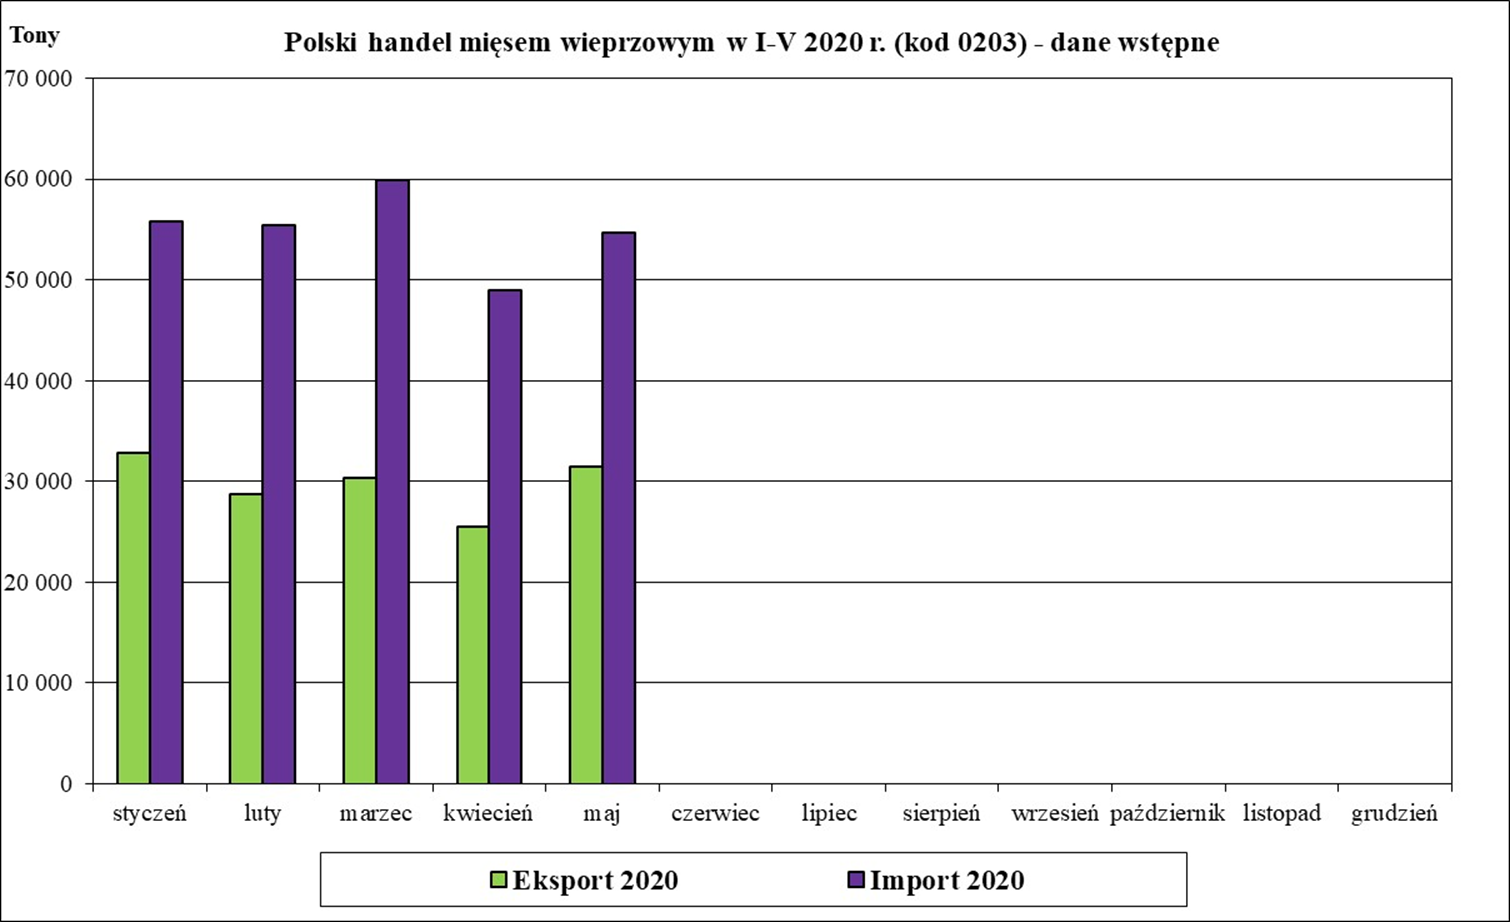 Tony
Polski handel mięsem wieprzowym w I-V 2020 r. (kod 0203) - dane wstępne
70 000
60 000
50 000
40 000
30 000
20 000
10 000
0
styczeń luty marzec kwiecień maj czerwiec lipiec sierpień wrzesień październik listopad grudzień
Eksport 2020 Import 2020